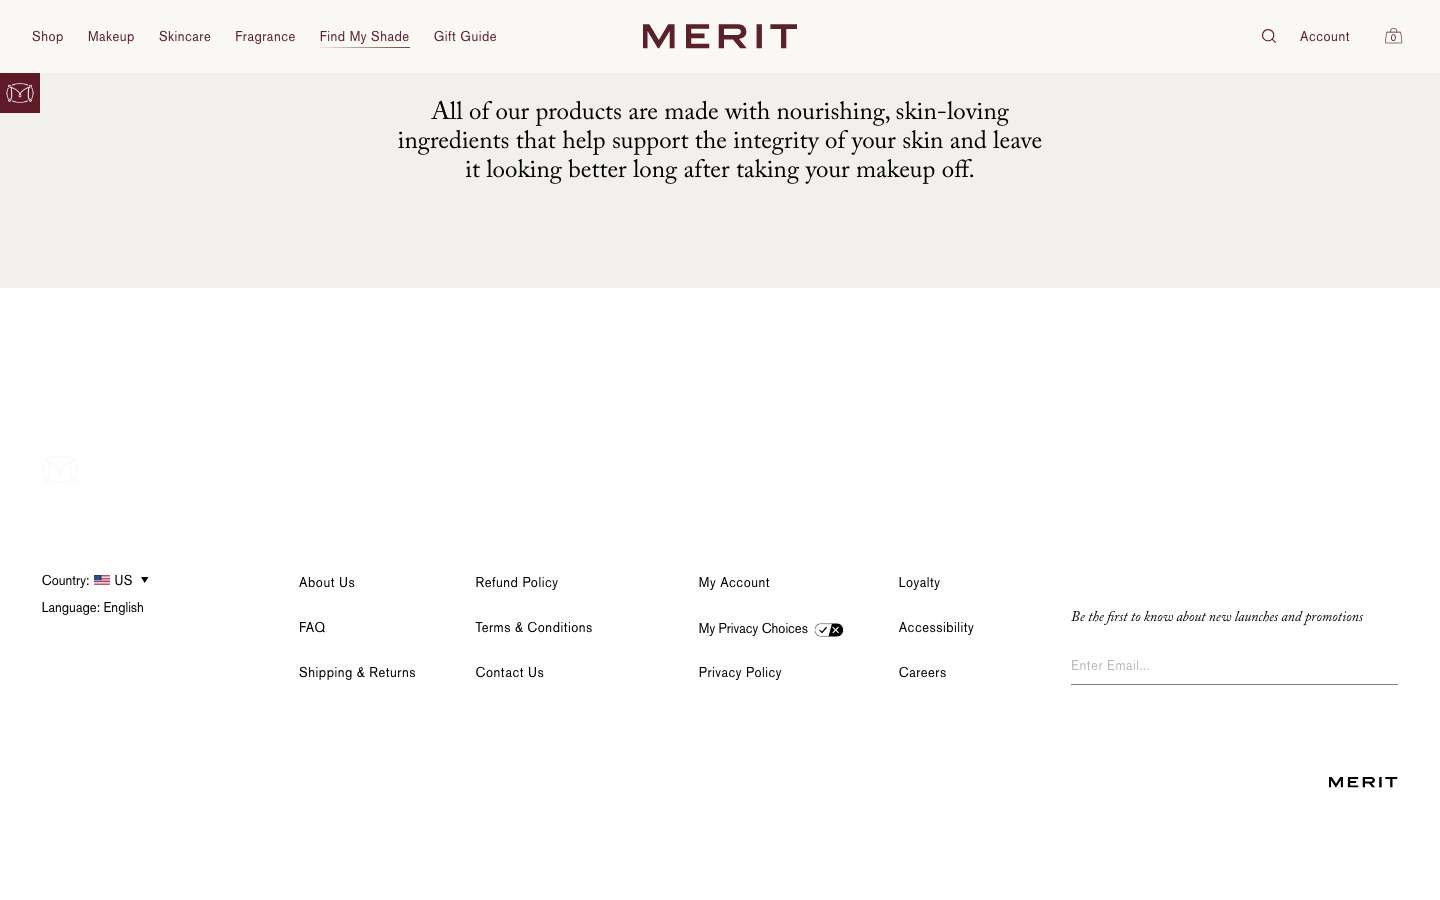 Shop Makeup Skincare Fragrance Find My Shade Gift Guide MERIT Account 0
All of our products are made with nourishing, skin-loving
ingredients that help support the integrity of your skin and leave
it looking better long after taking your makeup off.
Country: US
Language: English
About Us
FAQ
Shipping & Returns
Refund Policy
Terms & Conditions
Contact Us
My Account
My Privacy Choices
Privacy Policy
Loyalty
Accessibility
Careers
Be the first to know about new launches and promotions
Enter Email...
MERIT